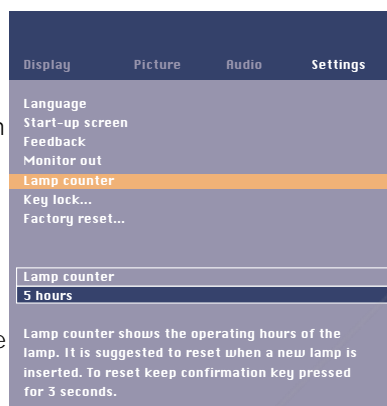 Display Picture Audio Settings
Language
Start-up screen
Feedback
Monitor out
Lamp counter
Key lock...
Factory reset...
Lamp counter
5 hours
Lamp counter shows the operating hours of the
lamp. It is suggested to reset when a new lamp is
inserted. To reset keep confirmation key pressed
for 3 seconds.